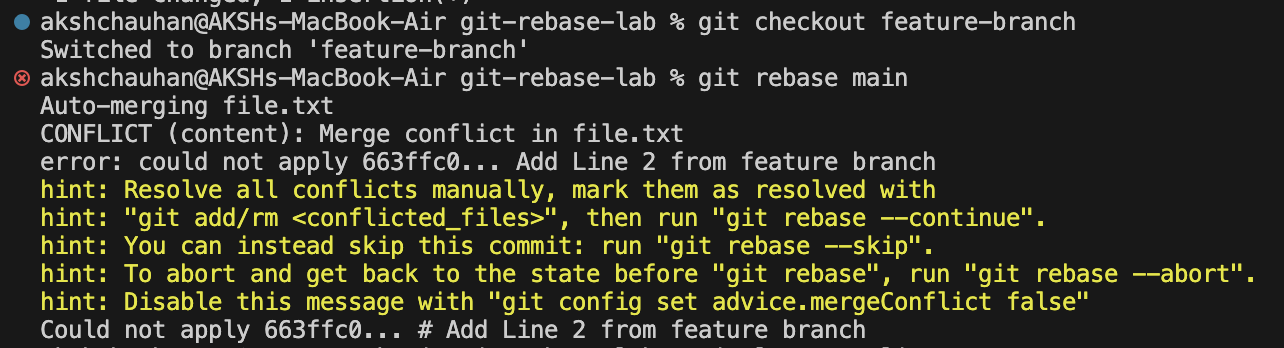 akshchauhan@AKSHs-MacBook-Air git-rebase-lab % git checkout feature-branch
Switched to branch 'feature-branch'
akshchauhan@AKSHs-MacBook-Air git-rebase-lab % git rebase main
Auto-merging file.txt
CONFLICT (content): Merge conflict in file.txt
error: could not apply 663ffc0... Add Line 2 from feature branch
hint: Resolve all conflicts manually, mark them as resolved with
hint: "git add/rm <conflicted_files>", then run "git rebase --continue".
hint: You can instead skip this commit: run "git rebase --skip".
hint: To abort and get back to the state before "git rebase", run "git rebase --abort".
hint: Disable this message with "git config set advice.mergeConflict false"
Could not apply 663ffc0... # Add Line 2 from feature branch